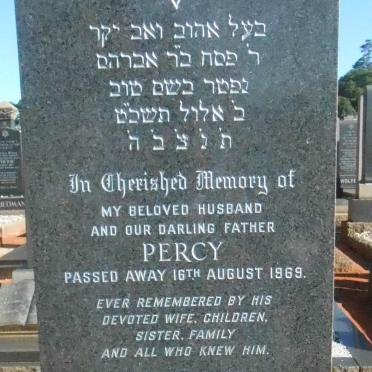 בעל אהוב ואב יקר
ר׳ פסח ב״ר אברהם
נפטר בשם טוב
ב׳ אלול תשכ״ט
ת נ צ ב ה
In Cherished Memory of
MY BELOVED HUSBAND
AND OUR DARLING FATHER
PERCY
PASSED AWAY 16TH AUGUST 1969.
EVER REMEMBERED BY HIS
DEVOTED WIFE, CHILDREN,
SISTER, FAMILY
AND ALL WHO KNEW HIM.
WOLPE